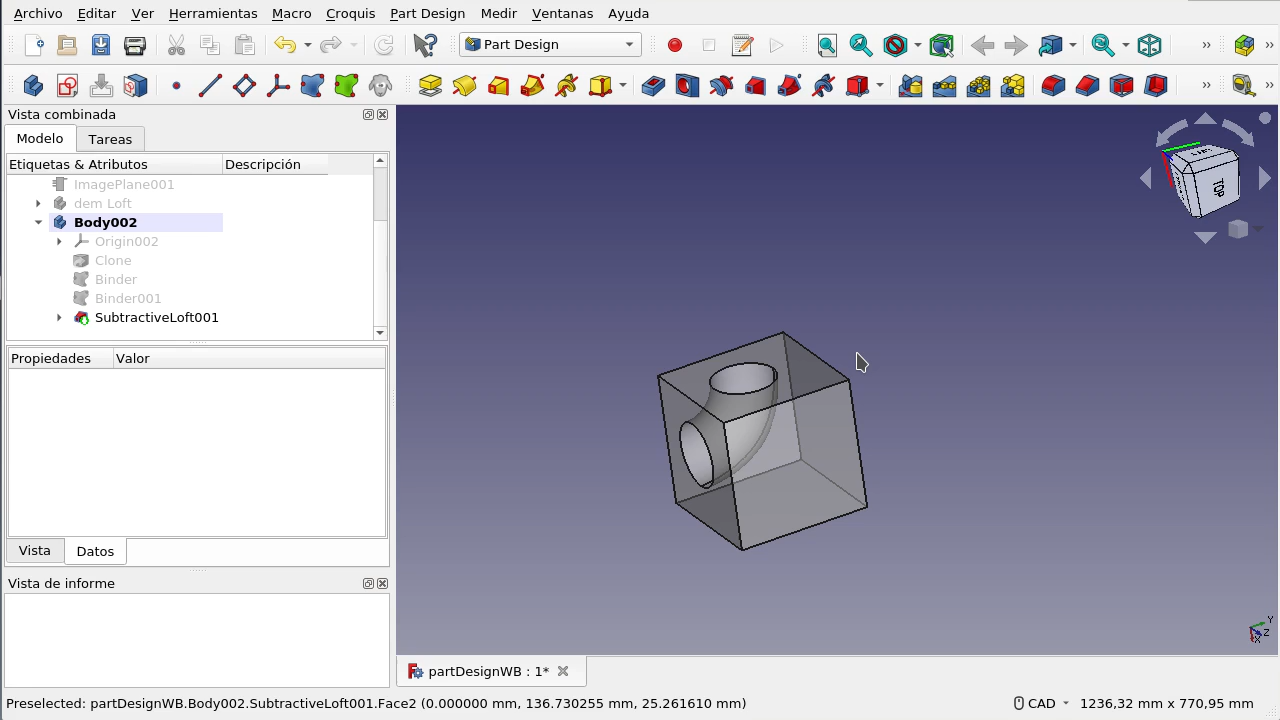 Archivo Editar Ver Herramientas Macro Croquis Part Design Medir Ventanas Ayuda
Part Design
Vista combinada
Modelo Tareas
Etiquetas & Atributos Descripción
ImagePlane001
dem Loft
Body002
Origin002
Clone
Binder
Binder001
SubtractiveLoft001
Propiedades Valor
Vista Datos
Vista de informe
Y
Z
X
partDesignWB : 1*
Preselected: partDesignWB.Body002.SubtractiveLoft001.Face2 (0.000000 mm, 136.730255 mm, 25.261610 mm)
CAD 1236,32 mm x 770,95 mm